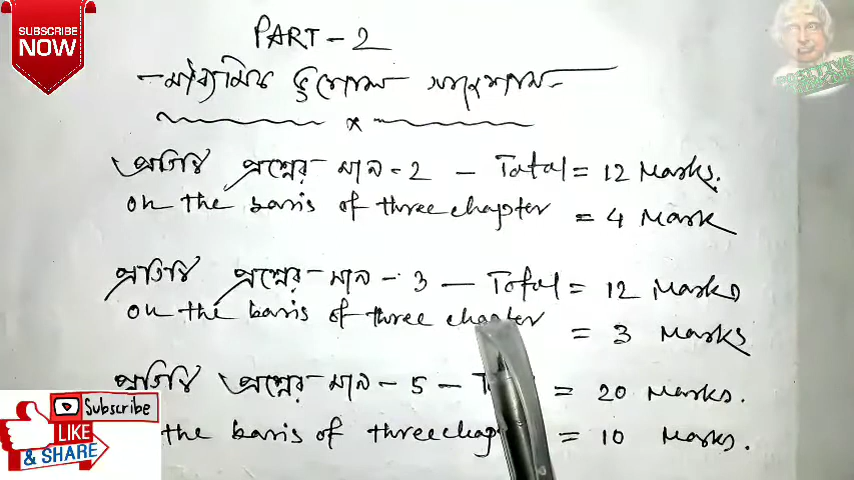 SUBSCRIBE
NOW
PART - 2
মাধ্যমিক ভূগোল সাজেশান
x
POSITIVE
প্রতিটি প্রশ্নের মান - 2 - Total = 12 Marks.
on the basis of three chapter = 4 Mark
প্রতিটি প্রশ্নের মান - 3 - Total = 12 Marks
on the basis of three chapter = 3 Marks
প্রতিটি প্রশ্নের মান - 5 - = 20 Marks.
the basis of three = 10 Marks.
Subscribe
LIKE
& SHARE